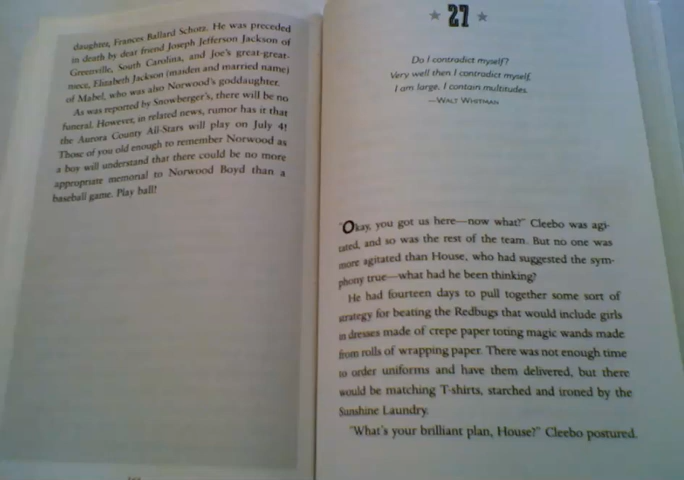 daughter, Frances Ballard Schotz. He was preceded
in death by dear friend Joseph Jefferson Jackson of
Greenville, South Carolina, and Joe's great-great-
niece, Elizabeth Jackson (maiden and married name)
of Mabel, who was also Norwood's goddaughter.
As was reported by Snowberger's, there will be no
funeral. However, in related news, rumor has it that
the Aurora County All-Stars will play on July 4!
Those of you old enough to remember Norwood as
a boy will understand that there could be no more
appropriate memorial to Norwood Boyd than a
baseball game. Play ball!
★ 27 ★
Do I contradict myself?
Very well then I contradict myself,
I am large, I contain multitudes.
—WALT WHITMAN
"Okay, you got us here—now what?" Cleebo was agi-
tated, and so was the rest of the team. But no one was
more agitated than House, who had suggested the sym-
phony true—what had he been thinking?
He had fourteen days to pull together some sort of
strategy for beating the Redbugs that would include girls
in dresses made of crepe paper toting magic wands made
from rolls of wrapping paper. There was not enough time
to order uniforms and have them delivered, but there
would be matching T-shirts, starched and ironed by the
Sunshine Laundry.
"What's your brilliant plan, House?" Cleebo postured.